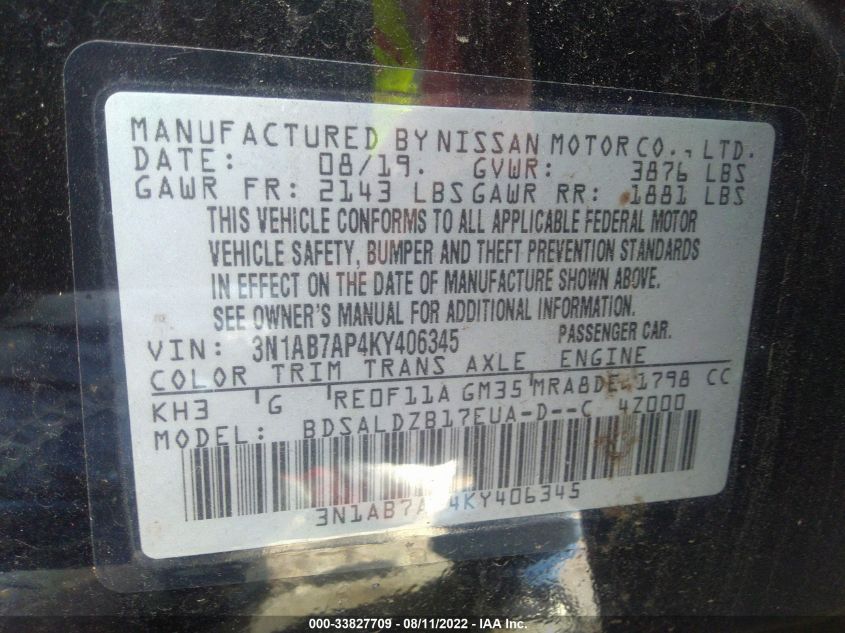 MANUFACTURED BY NISSAN MOTOR CO., LTD.
DATE: 08/19. GVWR: 3876 LBS
GAWR FR: 2143 LBS GAWR RR: 1881 LBS
THIS VEHICLE CONFORMS TO ALL APPLICABLE FEDERAL MOTOR
VEHICLE SAFETY, BUMPER AND THEFT PREVENTION STANDARDS
IN EFFECT ON THE DATE OF MANUFACTURE SHOWN ABOVE.
SEE OWNER'S MANUAL FOR ADDITIONAL INFORMATION.
VIN: 3N1AB7AP4KY406345 PASSENGER CAR.
COLOR TRIM TRANS AXLE ENGINE
KH3 G RE0F11A GM35 MRA8DE 1798 CC
MODEL: BDSALDZB17EUA-D--C 4Z000
3N1AB7A 4KY406345
000-33827709 - 08/11/2022 - IAA Inc.